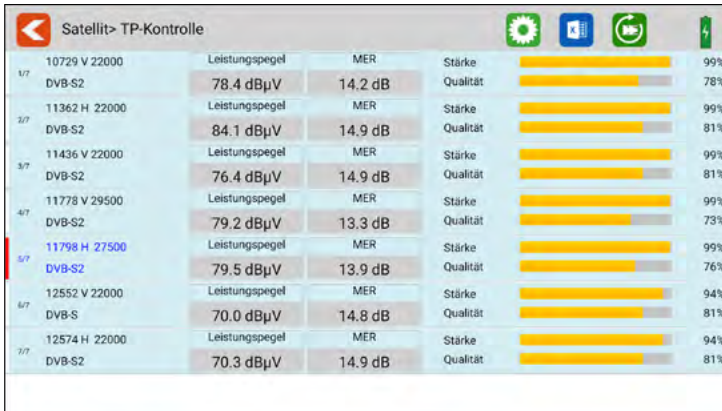 Satellit> TP-Kontrolle
1/7 10729 V 22000 Leistungspegel MER Stärke 99%
DVB-S2 78.4 dBµV 14.2 dB Qualität 78%
2/7 11362 H 22000 Leistungspegel MER Stärke 99%
DVB-S2 84.1 dBµV 14.9 dB Qualität 81%
3/7 11436 V 22000 Leistungspegel MER Stärke 99%
DVB-S2 76.4 dBµV 14.9 dB Qualität 81%
4/7 11778 V 29500 Leistungspegel MER Stärke 99%
DVB-S2 79.2 dBµV 13.3 dB Qualität 73%
5/7 11798 H 27500 Leistungspegel MER Stärke 99%
DVB-S2 79.5 dBµV 13.9 dB Qualität 76%
6/7 12552 V 22000 Leistungspegel MER Stärke 94%
DVB-S 70.0 dBµV 14.8 dB Qualität 81%
7/7 12574 H 22000 Leistungspegel MER Stärke 94%
DVB-S2 70.3 dBµV 14.9 dB Qualität 81%